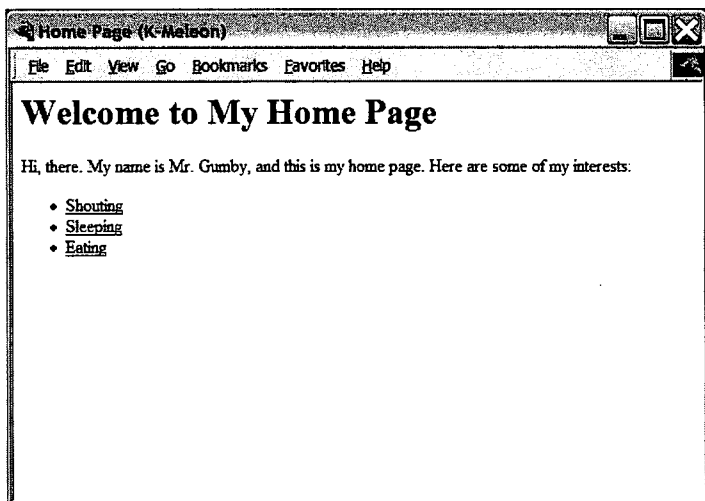 Home Page (K-Meleon)
File Edit View Go Bookmarks Favorites Help
Welcome to My Home Page
Hi, there. My name is Mr. Gumby, and this is my home page. Here are some of my interests:
• Shouting
• Sleeping
• Eating